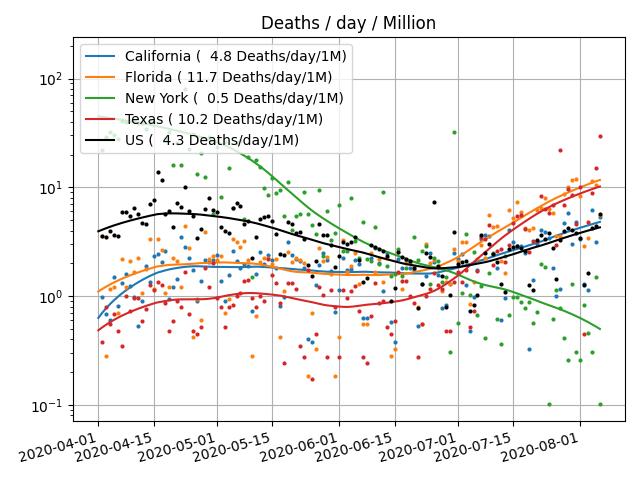 Deaths / day / Million
California (  4.8 Deaths/day/1M)
Florida ( 11.7 Deaths/day/1M)
New York (  0.5 Deaths/day/1M)
Texas ( 10.2 Deaths/day/1M)
US (  4.3 Deaths/day/1M)
10²
10¹
10⁰
10⁻¹
2020-04-01
2020-04-15
2020-05-01
2020-05-15
2020-06-01
2020-06-15
2020-07-01
2020-07-15
2020-08-01